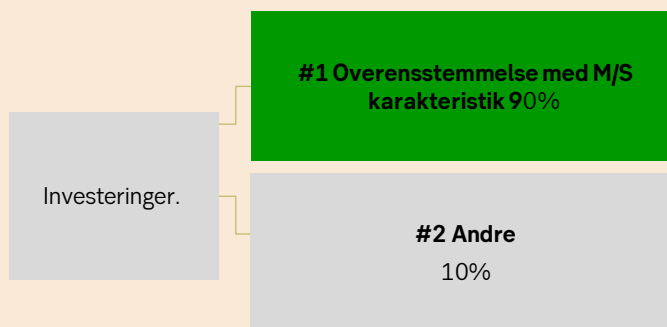 #1 Overensstemmelse med M/S
karakteristik 90%
Investeringer.
#2 Andre
10%